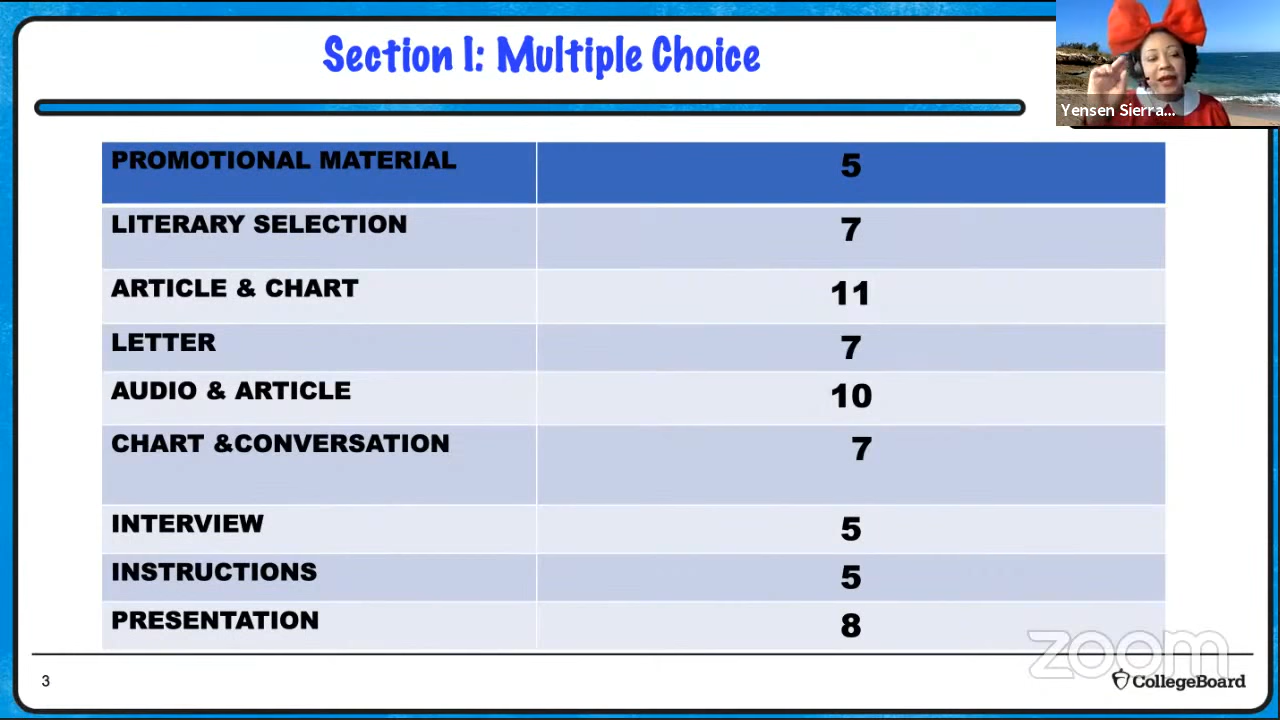 Section I: Multiple Choice
Yensen Sierra...
PROMOTIONAL MATERIAL 5
LITERARY SELECTION 7
ARTICLE & CHART 11
LETTER 7
AUDIO & ARTICLE 10
CHART &CONVERSATION 7
INTERVIEW 5
INSTRUCTIONS 5
PRESENTATION 8
zoom
3
CollegeBoard